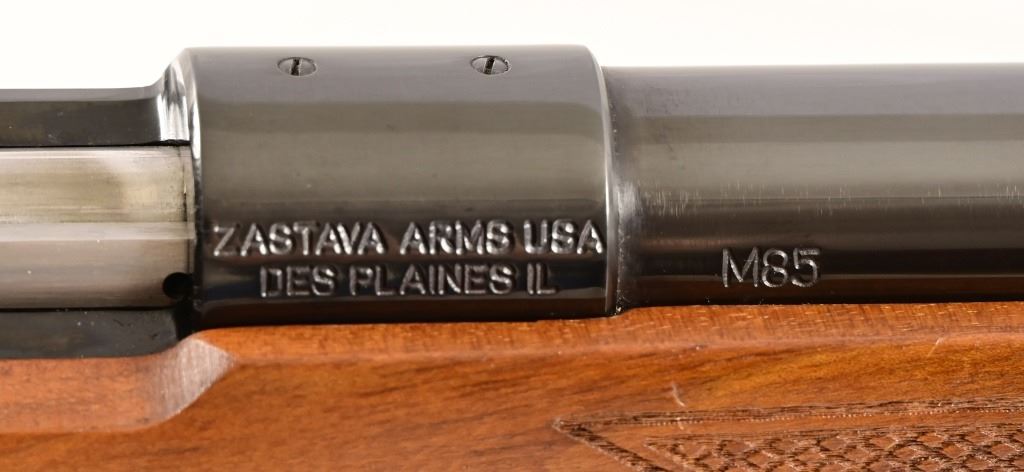 ZASTAVA ARMS USA
DES PLAINES IL
M85